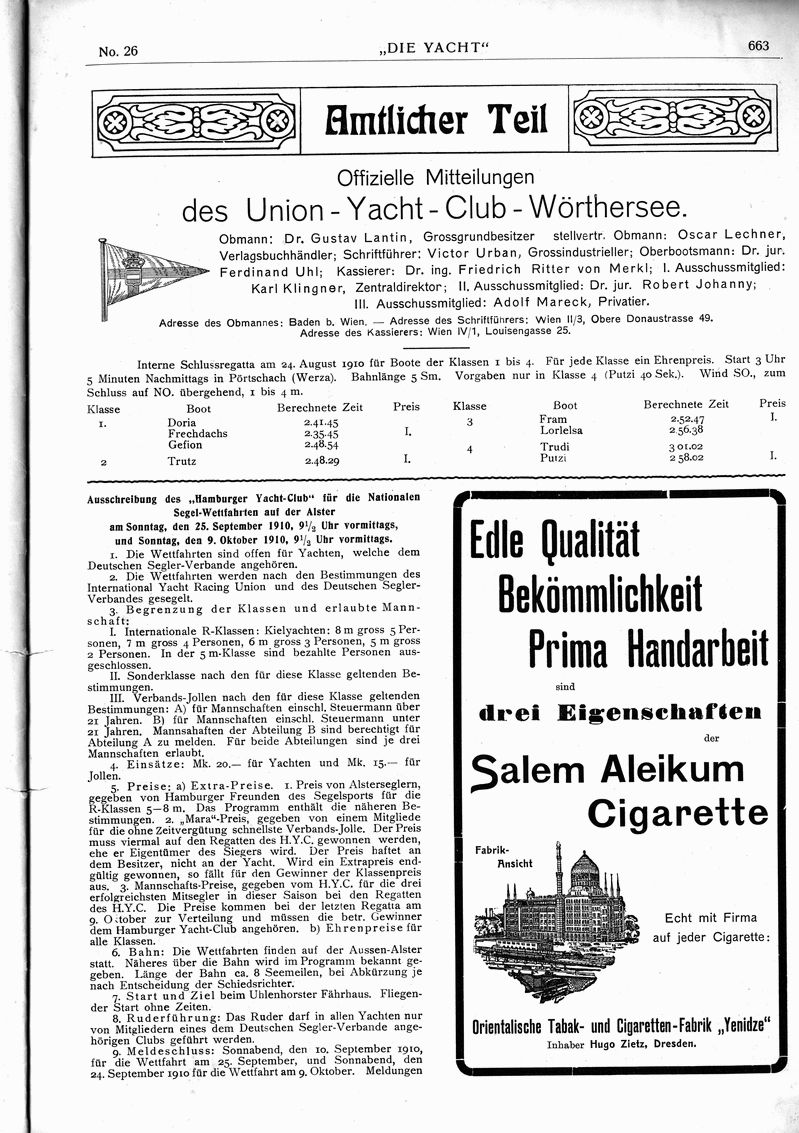 No. 26
„DIE YACHT“
663
Amtlicher Teil
Offizielle Mitteilungen
des Union-Yacht-Club-Wörthersee.
Obmann: Dr. Gustav Lantin, Grossgrundbesitzer stellvertr. Obmann: Oscar Lechner,
Verlagsbuchhändler; Schriftführer: Victor Urban, Grossindustrieller; Oberbootsmann: Dr. jur.
Ferdinand Uhl; Kassierer: Dr. ing. Friedrich Ritter von Merkl; I. Ausschussmitglied:
Karl Klingner, Zentraldirektor; II. Ausschussmitglied: Dr. jur. Robert Johanny;
III. Ausschussmitglied: Adolf Mareck, Privatier.
Adresse des Obmannes: Baden b. Wien. — Adresse des Schriftführers: Wien II/3, Obere Donaustrasse 49.
Adresse des Kassierers: Wien IV/1, Louisengasse 25.
Interne Schlussregatta am 24. August 1910 für Boote der Klassen 1 bis 4. Für jede Klasse ein Ehrenpreis. Start 3 Uhr
5 Minuten Nachmittags in Pörtschach (Werza). Bahnlänge 5 Sm. Vorgaben nur in Klasse 4 (Putzi 40 Sek.). Wind SO., zum
Schluss auf NO. übergehend, 1 bis 4 m.
Klasse Boot Berechnete Zeit Preis
1. Doria 2.41.45
Frechdachs 2.35.45 I.
Gefion 2.48.54
2 Trutz 2.48.29 I.
Klasse Boot Berechnete Zeit Preis
3 Fram 2.52.47 I.
Lorlelsa 2.56.38
4 Trudi 3 01.02
Putzi 2 58.02 I.
Ausschreibung des „Hamburger Yacht-Club“ für die Nationalen
Segel-Wettfahrten auf der Alster
am Sonntag, den 25. September 1910, 9½ Uhr vormittags,
und Sonntag, den 9. Oktober 1910, 9½ Uhr vormittags.
1. Die Wettfahrten sind offen für Yachten, welche dem
Deutschen Segler-Verbande angehören.
2. Die Wettfahrten werden nach den Bestimmungen des
International Yacht Racing Union und des Deutschen Segler-
Verbandes gesegelt.
3. Begrenzung der Klassen und erlaubte Mann-
schaft:
I. Internationale R-Klassen: Kielyachten: 8 m gross 5 Per-
sonen, 7 m gross 4 Personen, 6 m gross 3 Personen, 5 m gross
2 Personen. In der 5 m-Klasse sind bezahlte Personen aus-
geschlossen.
II. Sonderklasse nach den für diese Klasse geltenden Be-
stimmungen.
III. Verbands-Jollen nach den für diese Klasse geltenden
Bestimmungen: A) für Mannschaften einschl. Steuermann über
21 Jahren. B) für Mannschaften einschl. Steuermann unter
21 Jahren. Mannsahaften der Abteilung B sind berechtigt für
Abteilung A zu melden. Für beide Abteilungen sind je drei
Mannschaften erlaubt.
4. Einsätze: Mk. 20.— für Yachten und Mk. 15.— für
Jollen.
5. Preise: a) Extra-Preise. 1. Preis von Alsterseglern,
gegeben von Hamburger Freunden des Segelsports für die
R-Klassen 5—8 m. Das Programm enthält die näheren Be-
stimmungen. 2. „Mara“-Preis, gegeben von einem Mitgliede
für die ohne Zeitvergütung schnellste Verbands-Jolle. Der Preis
muss viermal auf den Regatten des H.Y.C. gewonnen werden,
ehe er Eigentümer des Siegers wird. Der Preis haftet an
dem Besitzer, nicht an der Yacht. Wird ein Extrapreis end-
gültig gewonnen, so fällt für den Gewinner der Klassenpreis
aus. 3. Mannschafts-Preise, gegeben vom H.Y.C. für die drei
erfolgreichsten Mitsegler in dieser Saison bei den Regatten
des H.Y.C. Die Preise kommen bei der letzten Regatta am
9. Oktober zur Verteilung und müssen die betr. Gewinner
dem Hamburger Yacht-Club angehören. b) Ehrenpreise für
alle Klassen.
6. Bahn: Die Wettfahrten finden auf der Aussen-Alster
statt. Näheres über die Bahn wird im Programm bekannt ge-
geben. Länge der Bahn ca. 8 Seemeilen, bei Abkürzung je
nach Entscheidung der Schiedsrichter.
7. Start und Ziel beim Uhlenhorster Fährhaus. Fliegen-
der Start ohne Zeiten.
8. Ruderführung: Das Ruder darf in allen Yachten nur
von Mitgliedern eines dem Deutschen Segler-Verbande ange-
hörigen Clubs geführt werden.
9. Meldeschluss: Sonnabend, den 10. September 1910,
für die Wettfahrt am 25. September, und Sonnabend, den
24. September 1910 für die Wettfahrt am 9. Oktober. Meldungen
Edle Qualität
Bekömmlichkeit
Prima Handarbeit
sind
drei Eigenschaften
der
Salem Aleikum
Cigarette
Fabrik-
Ansicht
Echt mit Firma
auf jeder Cigarette:
Orientalische Tabak- und Cigaretten-Fabrik „Yenidze“
Inhaber Hugo Zietz, Dresden.